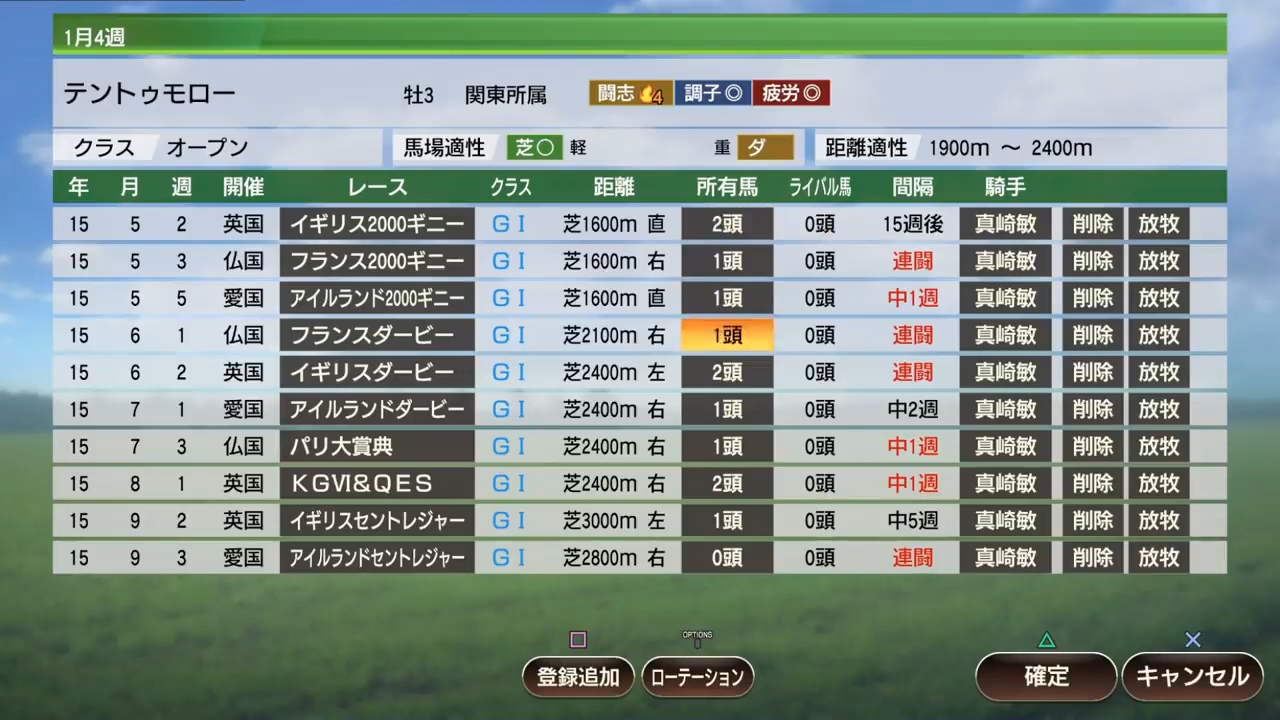 1月4週
テントゥモロー 牡3 関東所属 闘志 4 調子◎ 疲労◎
クラス オープン 馬場適性 芝○ 軽 重 ダ 距離適性 1900m ～ 2400m
年 月 週 開催 レース クラス 距離 所有馬 ライバル馬 間隔 騎手
15 5 2 英国 イギリス2000ギニー GⅠ 芝1600m 直 2頭 0頭 15週後 真崎敏 削除 放牧
15 5 3 仏国 フランス2000ギニー GⅠ 芝1600m 右 1頭 0頭 連闘 真崎敏 削除 放牧
15 5 5 愛国 アイルランド2000ギニー GⅠ 芝1600m 直 1頭 0頭 中1週 真崎敏 削除 放牧
15 6 1 仏国 フランスダービー GⅠ 芝2100m 右 1頭 0頭 連闘 真崎敏 削除 放牧
15 6 2 英国 イギリスダービー GⅠ 芝2400m 左 2頭 0頭 連闘 真崎敏 削除 放牧
15 7 1 愛国 アイルランドダービー GⅠ 芝2400m 右 1頭 0頭 中2週 真崎敏 削除 放牧
15 7 3 仏国 パリ大賞典 GⅠ 芝2400m 右 1頭 0頭 中1週 真崎敏 削除 放牧
15 8 1 英国 KGⅥ&QES GⅠ 芝2400m 右 2頭 0頭 中1週 真崎敏 削除 放牧
15 9 2 英国 イギリスセントレジャー GⅠ 芝3000m 左 1頭 0頭 中5週 真崎敏 削除 放牧
15 9 3 愛国 アイルランドセントレジャー GⅠ 芝2800m 右 0頭 0頭 連闘 真崎敏 削除 放牧
OPTIONS
登録追加 ローテーション 確定 キャンセル